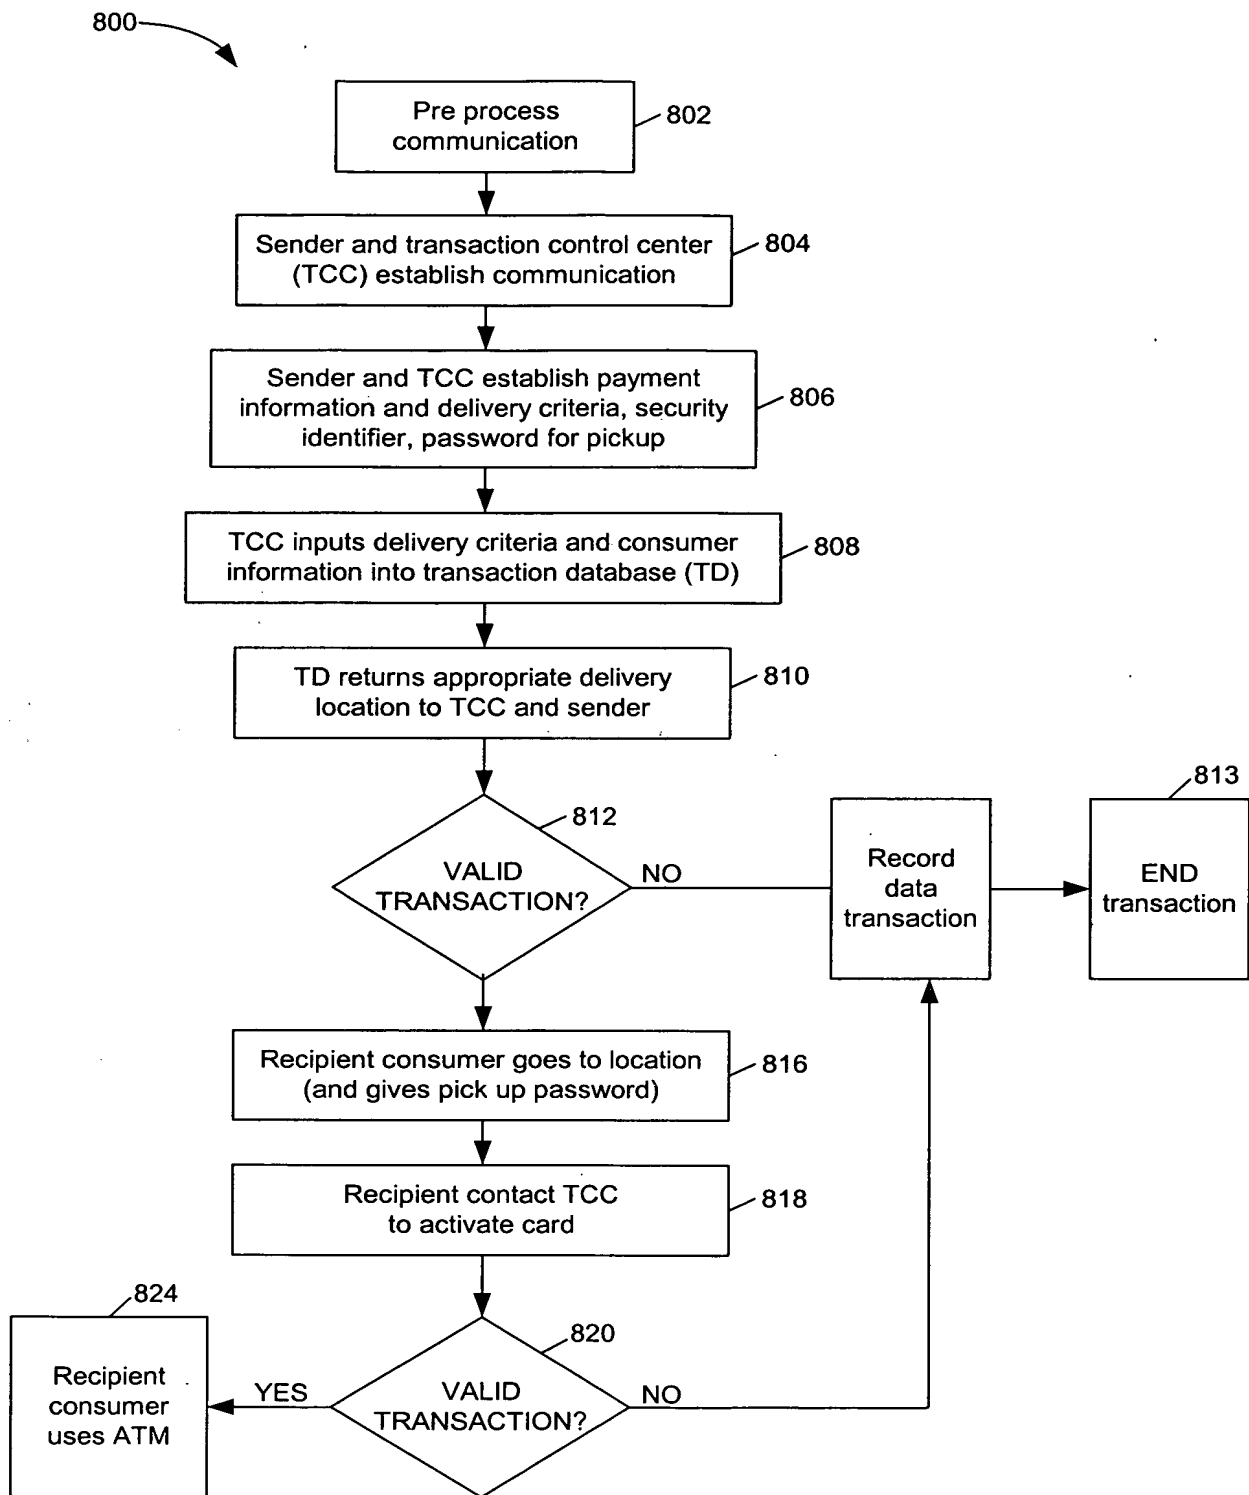 800
Pre process
communication
802
Sender and transaction control center
(TCC) establish communication
804
Sender and TCC establish payment
information and delivery criteria, security
identifier, password for pickup
806
TCC inputs delivery criteria and consumer
information into transaction database (TD)
808
TD returns appropriate delivery
location to TCC and sender
810
812
VALID
TRANSACTION?
NO
Record
data
transaction
813
END
transaction
Recipient consumer goes to location
(and gives pick up password)
816
Recipient contact TCC
to activate card
818
820
VALID
TRANSACTION?
NO
YES
824
Recipient
consumer
uses ATM